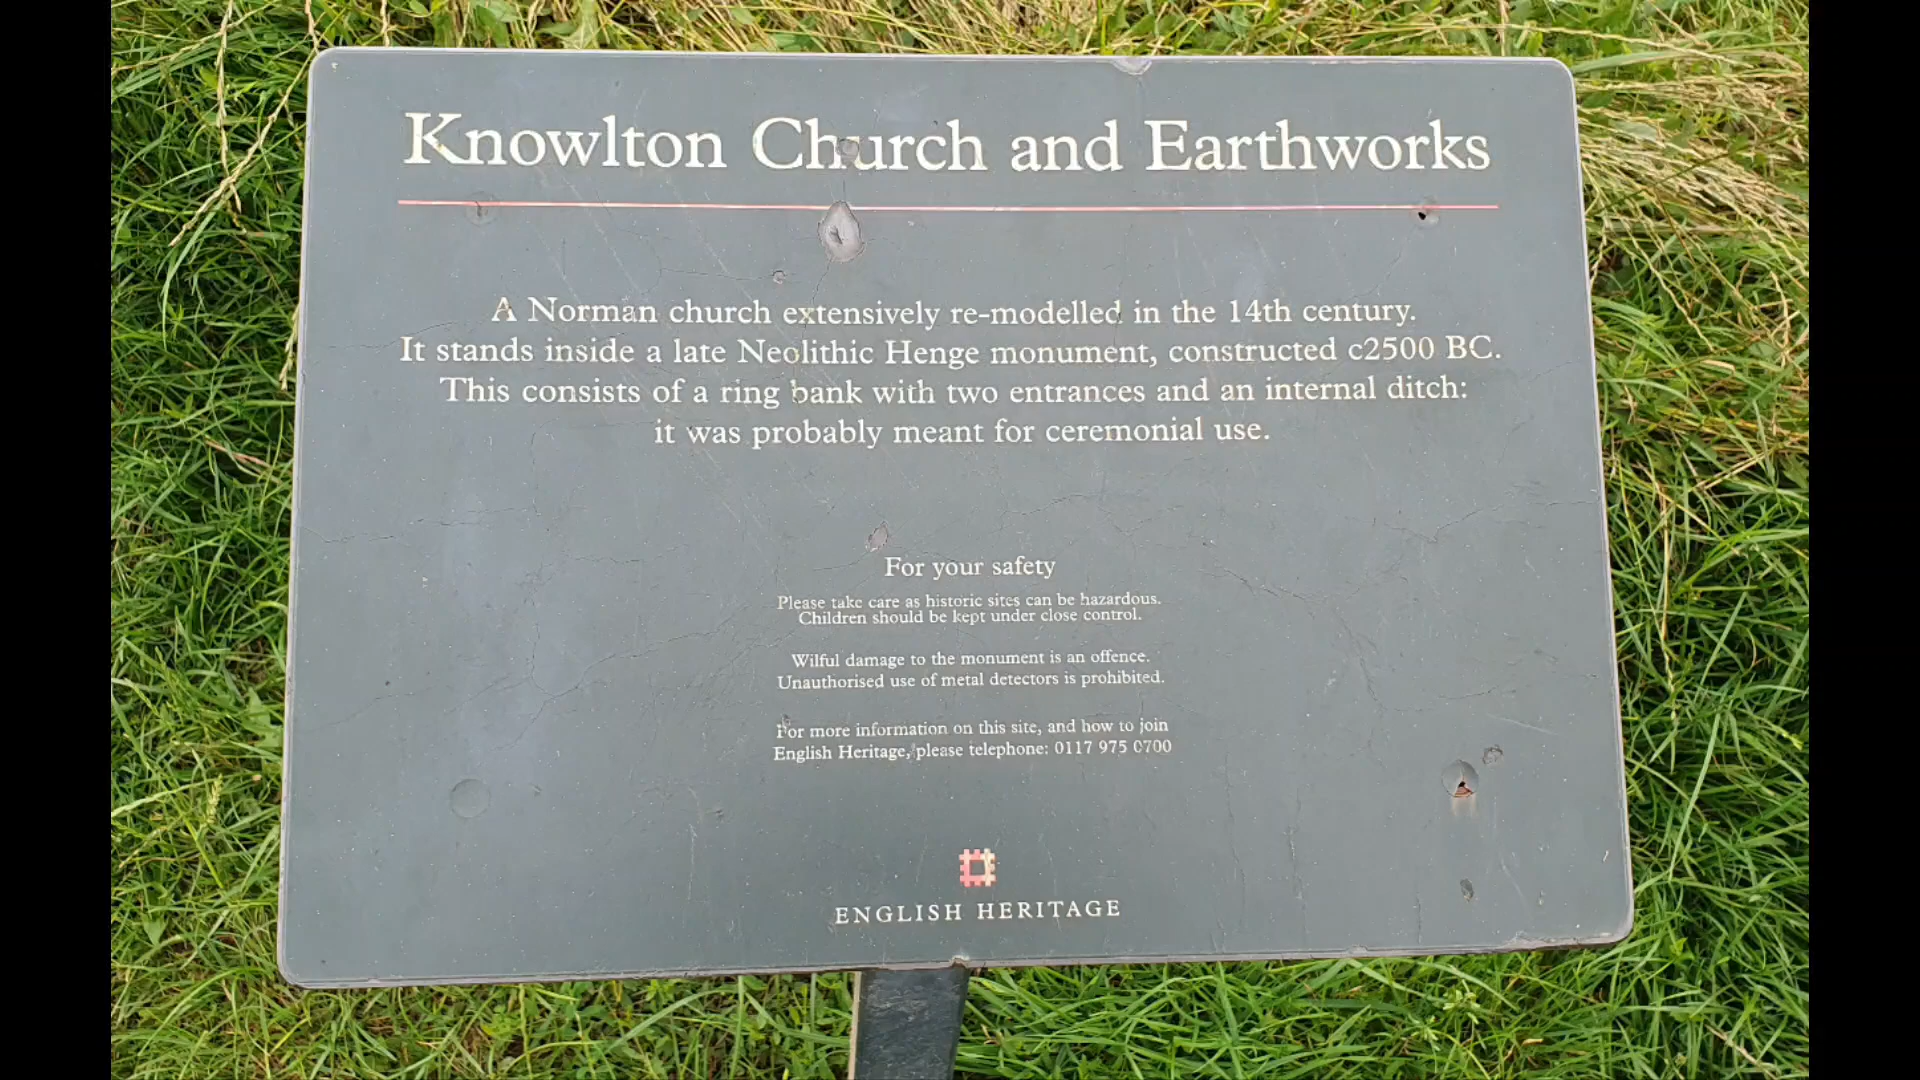 Knowlton Church and Earthworks
A Norman church extensively re-modelled in the 14th century.
It stands inside a late Neolithic Henge monument, constructed c2500 BC.
This consists of a ring bank with two entrances and an internal ditch:
it was probably meant for ceremonial use.
For your safety
Please take care as historic sites can be hazardous.
Children should be kept under close control.
Wilful damage to the monument is an offence.
Unauthorised use of metal detectors is prohibited.
For more information on this site, and how to join
English Heritage, please telephone: 0117 975 0700
ENGLISH HERITAGE